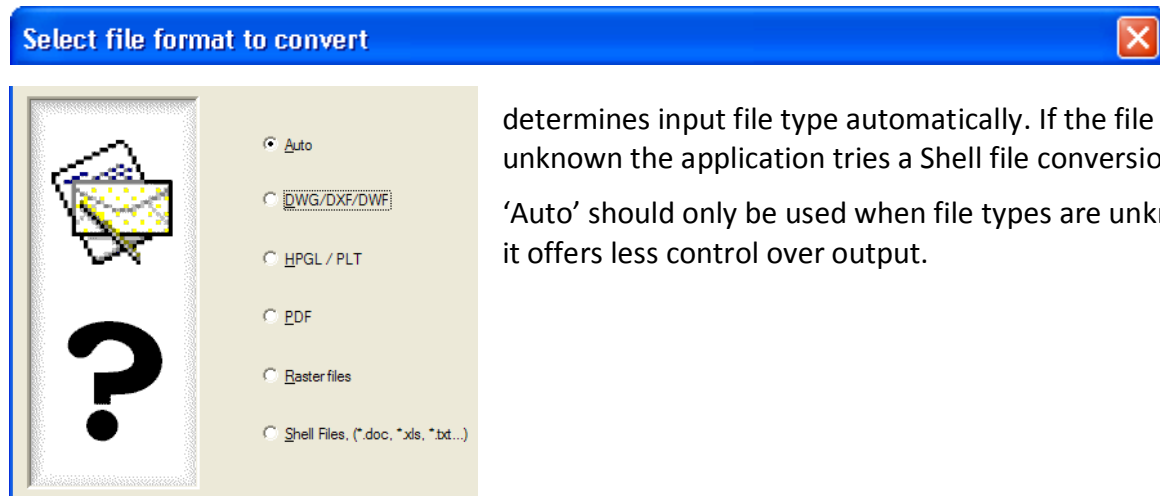 Select file format to convert
Auto
DWG/DXF/DWF
HPGL / PLT
PDF
Raster files
Shell Files, (*.doc, *.xls, *.txt...)
determines input file type automatically. If the file
unknown the application tries a Shell file
‘Auto’ should only be used when file types are
it offers less control over output.